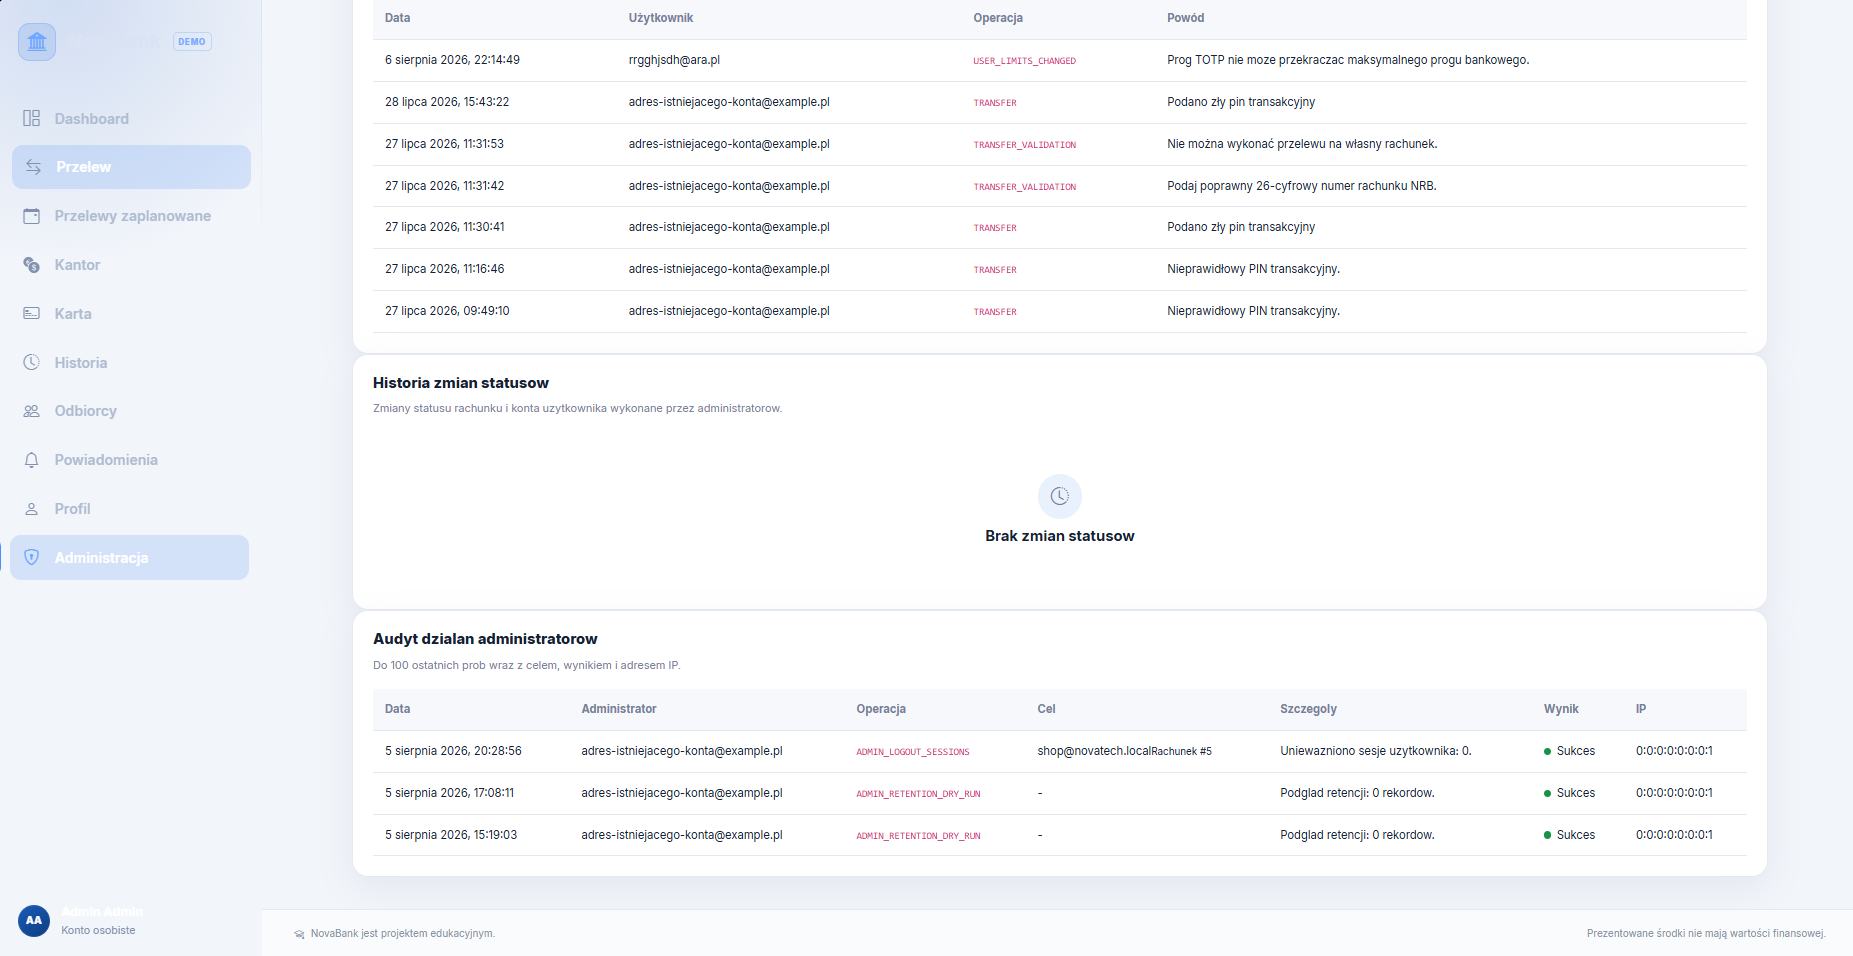 DEMO
Dashboard
Przelew
Przelewy zaplanowane
Kantor
Karta
Historia
Odbiorcy
Powiadomienia
Profil
Administracja
AA
Admin Admin
Konto osobiste
Data Użytkownik Operacja Powód
6 sierpnia 2026, 22:14:49 rrgghjsdh@ara.pl USER_LIMITS_CHANGED Prog TOTP nie moze przekraczac maksymalnego progu bankowego.
28 lipca 2026, 15:43:22 adres-istniejacego-konta@example.pl TRANSFER Podano zły pin transakcyjny
27 lipca 2026, 11:31:53 adres-istniejacego-konta@example.pl TRANSFER_VALIDATION Nie można wykonać przelewu na własny rachunek.
27 lipca 2026, 11:31:42 adres-istniejacego-konta@example.pl TRANSFER_VALIDATION Podaj poprawny 26-cyfrowy numer rachunku NRB.
27 lipca 2026, 11:30:41 adres-istniejacego-konta@example.pl TRANSFER Podano zły pin transakcyjny
27 lipca 2026, 11:16:46 adres-istniejacego-konta@example.pl TRANSFER Nieprawidłowy PIN transakcyjny.
27 lipca 2026, 09:49:10 adres-istniejacego-konta@example.pl TRANSFER Nieprawidłowy PIN transakcyjny.
Historia zmian statusow
Zmiany statusu rachunku i konta uzytkownika wykonane przez administratorow.
Brak zmian statusow
Audyt dzialan administratorow
Do 100 ostatnich prob wraz z celem, wynikiem i adresem IP.
Data Administrator Operacja Cel Szczegoly Wynik IP
5 sierpnia 2026, 20:28:56 adres-istniejacego-konta@example.pl ADMIN_LOGOUT_SESSIONS shop@novatech.localRachunek #5 Uniewazniono sesje uzytkownika: 0. Sukces 0:0:0:0:0:0:0:1
5 sierpnia 2026, 17:08:11 adres-istniejacego-konta@example.pl ADMIN_RETENTION_DRY_RUN - Podglad retencji: 0 rekordow. Sukces 0:0:0:0:0:0:0:1
5 sierpnia 2026, 15:19:03 adres-istniejacego-konta@example.pl ADMIN_RETENTION_DRY_RUN - Podglad retencji: 0 rekordow. Sukces 0:0:0:0:0:0:0:1
NovaBank jest projektem edukacyjnym.
Prezentowane środki nie mają wartości finansowej.